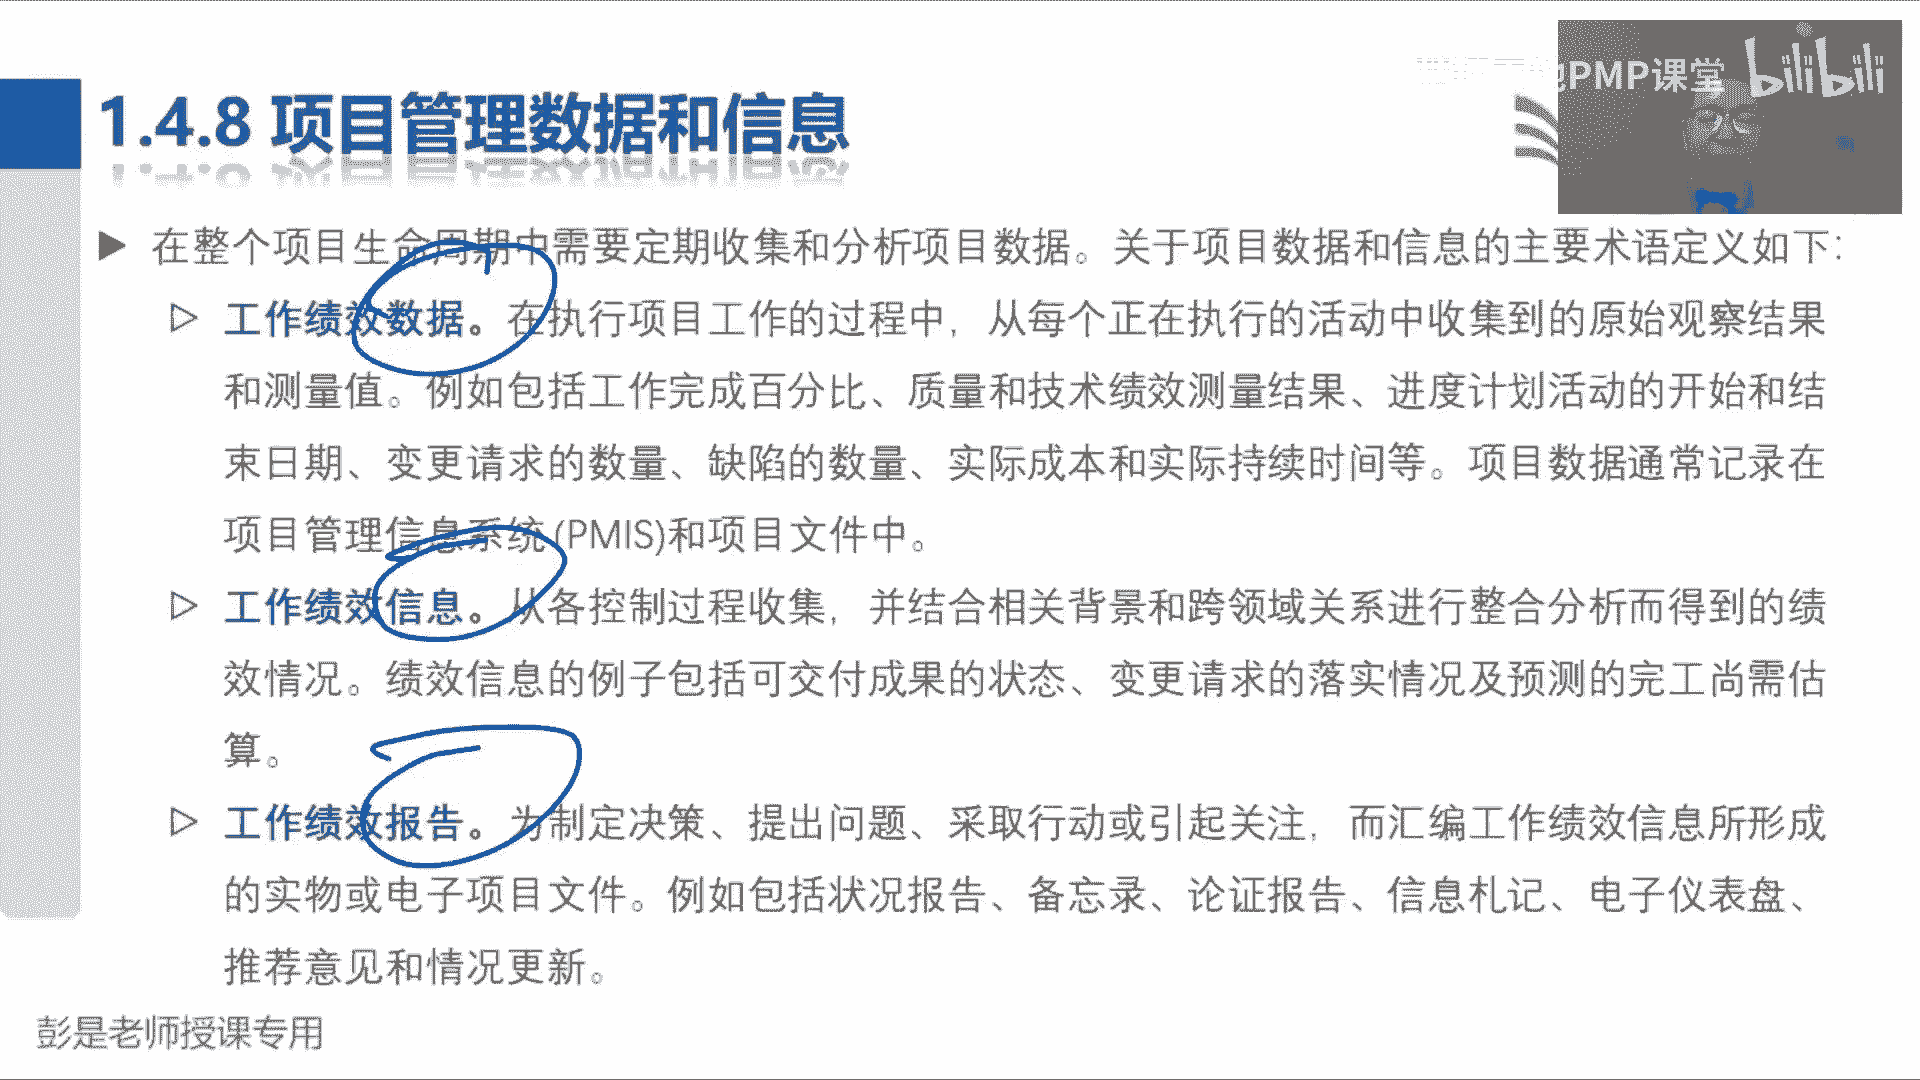 PMP课堂 bilibili
1.4.8 项目管理数据和信息
在整个项目生命周期中需要定期收集和分析项目数据。关于项目数据和信息的主要术语定义如下：
工作绩效数据。在执行项目工作的过程中，从每个正在执行的活动中收集到的原始观察结果
和测量值。例如包括工作完成百分比、质量和技术绩效测量结果、进度计划活动的开始和结
束日期、变更请求的数量、缺陷的数量、实际成本和实际持续时间等。项目数据通常记录在
项目管理信息系统(PMIS)和项目文件中。
工作绩效信息。从各控制过程收集，并结合相关背景和跨领域关系进行整合分析而得到的绩
效情况。绩效信息的例子包括可交付成果的状态、变更请求的落实情况及预测的完工尚需估
算。
工作绩效报告。为制定决策、提出问题、采取行动或引起关注，而汇编工作绩效信息所形成
的实物或电子项目文件。例如包括状况报告、备忘录、论证报告、信息札记、电子仪表盘、
推荐意见和情况更新。
彭是老师授课专用